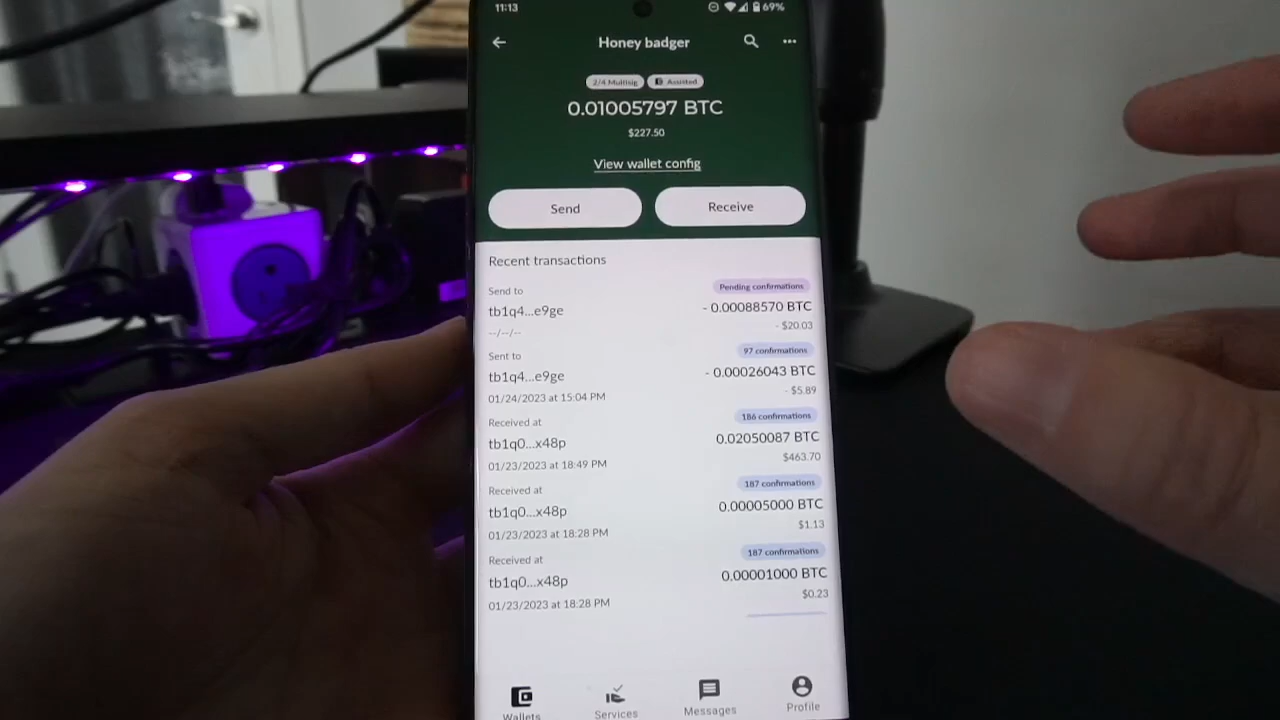 11:13 69%
Honey badger
2/4 Multisig Assisted
0.01005797 BTC
$227.50
View wallet config
Send Receive
Recent transactions
Send to Pending confirmations
tb1q4...e9ge - 0.00088570 BTC
--/--/-- - $20.03
Sent to 97 confirmations
tb1q4...e9ge - 0.00026043 BTC
01/24/2023 at 15:04 PM - $5.89
Received at 186 confirmations
tb1q0...x48p 0.02050087 BTC
01/23/2023 at 18:49 PM $463.70
Received at 187 confirmations
tb1q0...x48p 0.00005000 BTC
01/23/2023 at 18:28 PM $1.13
Received at 187 confirmations
tb1q0...x48p 0.00001000 BTC
01/23/2023 at 18:28 PM $0.23
Wallets Services Messages Profile